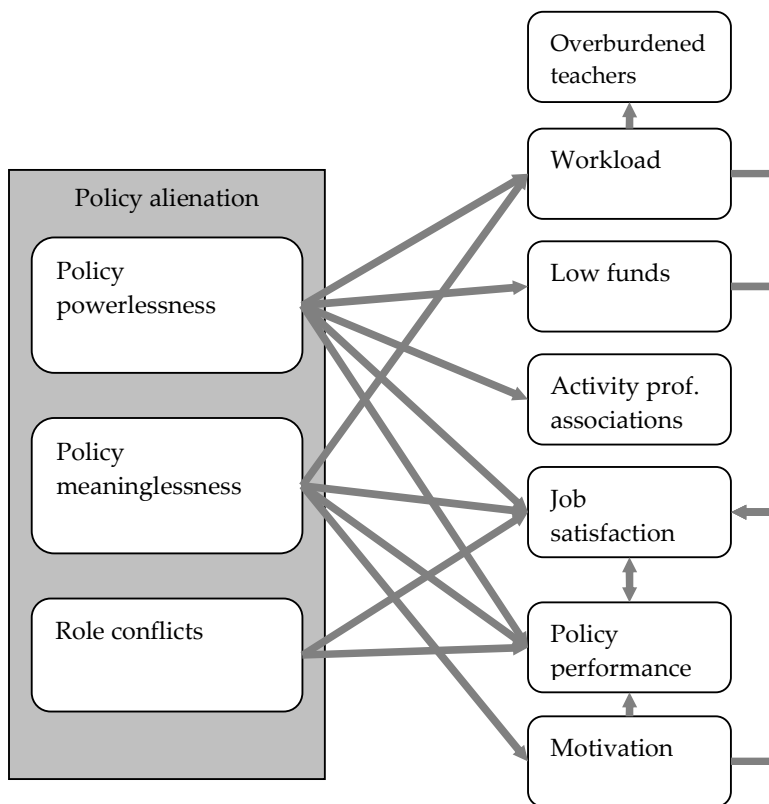 Overburdened
teachers
Workload
Policy alienation
Policy
powerlessness
Low funds
Activity prof.
associations
Policy
meaninglessness
Job
satisfaction
Role conflicts
Policy
performance
Motivation